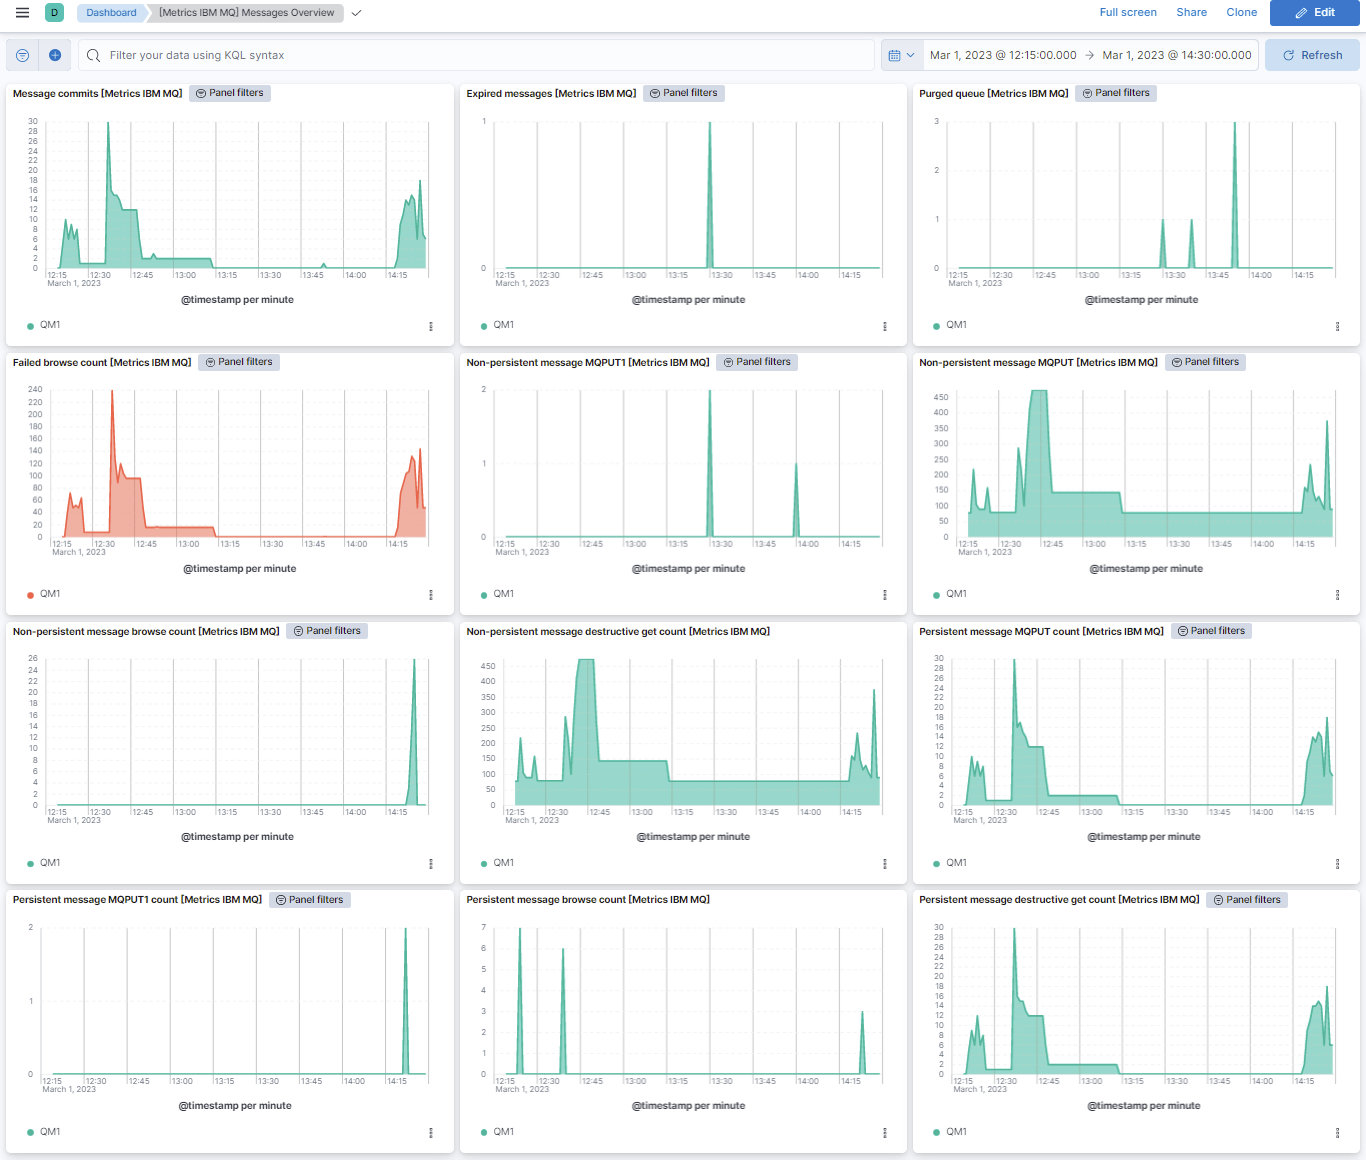 D Dashboard [Metrics IBM MQ] Messages Overview Full screen Share Clone Edit
Filter your data using KQL syntax Mar 1, 2023 @ 12:15:00.000 → Mar 1, 2023 @ 14:30:00.000 Refresh
Message commits [Metrics IBM MQ] Panel filters
30
28
26
24
22
20
18
16
14
12
10
8
6
4
2
0
12:15 12:30 12:45 13:00 13:15 13:30 13:45 14:00 14:15
March 1, 2023
@timestamp per minute
QM1
Expired messages [Metrics IBM MQ] Panel filters
1
0
12:15 12:30 12:45 13:00 13:15 13:30 13:45 14:00 14:15
March 1, 2023
@timestamp per minute
QM1
Purged queue [Metrics IBM MQ] Panel filters
3
2
1
0
12:15 12:30 12:45 13:00 13:15 13:30 13:45 14:00 14:15
March 1, 2023
@timestamp per minute
QM1
Failed browse count [Metrics IBM MQ] Panel filters
240
220
200
180
160
140
120
100
80
60
40
20
0
12:15 12:30 12:45 13:00 13:15 13:30 13:45 14:00 14:15
March 1, 2023
@timestamp per minute
QM1
Non-persistent message MQPUT1 [Metrics IBM MQ] Panel filters
2
1
0
12:15 12:30 12:45 13:00 13:15 13:30 13:45 14:00 14:15
March 1, 2023
@timestamp per minute
QM1
Non-persistent message MQPUT [Metrics IBM MQ] Panel filters
450
400
350
300
250
200
150
100
50
0
12:15 12:30 12:45 13:00 13:15 13:30 13:45 14:00 14:15
March 1, 2023
@timestamp per minute
QM1
Non-persistent message browse count [Metrics IBM MQ] Panel filters
26
24
22
20
18
16
14
12
10
8
6
4
2
0
12:15 12:30 12:45 13:00 13:15 13:30 13:45 14:00 14:15
March 1, 2023
@timestamp per minute
QM1
Non-persistent message destructive get count [Metrics IBM MQ]
450
400
350
300
250
200
150
100
50
0
12:15 12:30 12:45 13:00 13:15 13:30 13:45 14:00 14:15
March 1, 2023
@timestamp per minute
QM1
Persistent message MQPUT count [Metrics IBM MQ] Panel filters
30
28
26
24
22
20
18
16
14
12
10
8
6
4
2
0
12:15 12:30 12:45 13:00 13:15 13:30 13:45 14:00 14:15
March 1, 2023
@timestamp per minute
QM1
Persistent message MQPUT1 count [Metrics IBM MQ] Panel filters
2
1
0
12:15 12:30 12:45 13:00 13:15 13:30 13:45 14:00 14:15
March 1, 2023
@timestamp per minute
QM1
Persistent message browse count [Metrics IBM MQ]
7
6
5
4
3
2
1
0
12:15 12:30 12:45 13:00 13:15 13:30 13:45 14:00 14:15
March 1, 2023
@timestamp per minute
QM1
Persistent message destructive get count [Metrics IBM MQ] Panel filters
30
28
26
24
22
20
18
16
14
12
10
8
6
4
2
0
12:15 12:30 12:45 13:00 13:15 13:30 13:45 14:00 14:15
March 1, 2023
@timestamp per minute
QM1